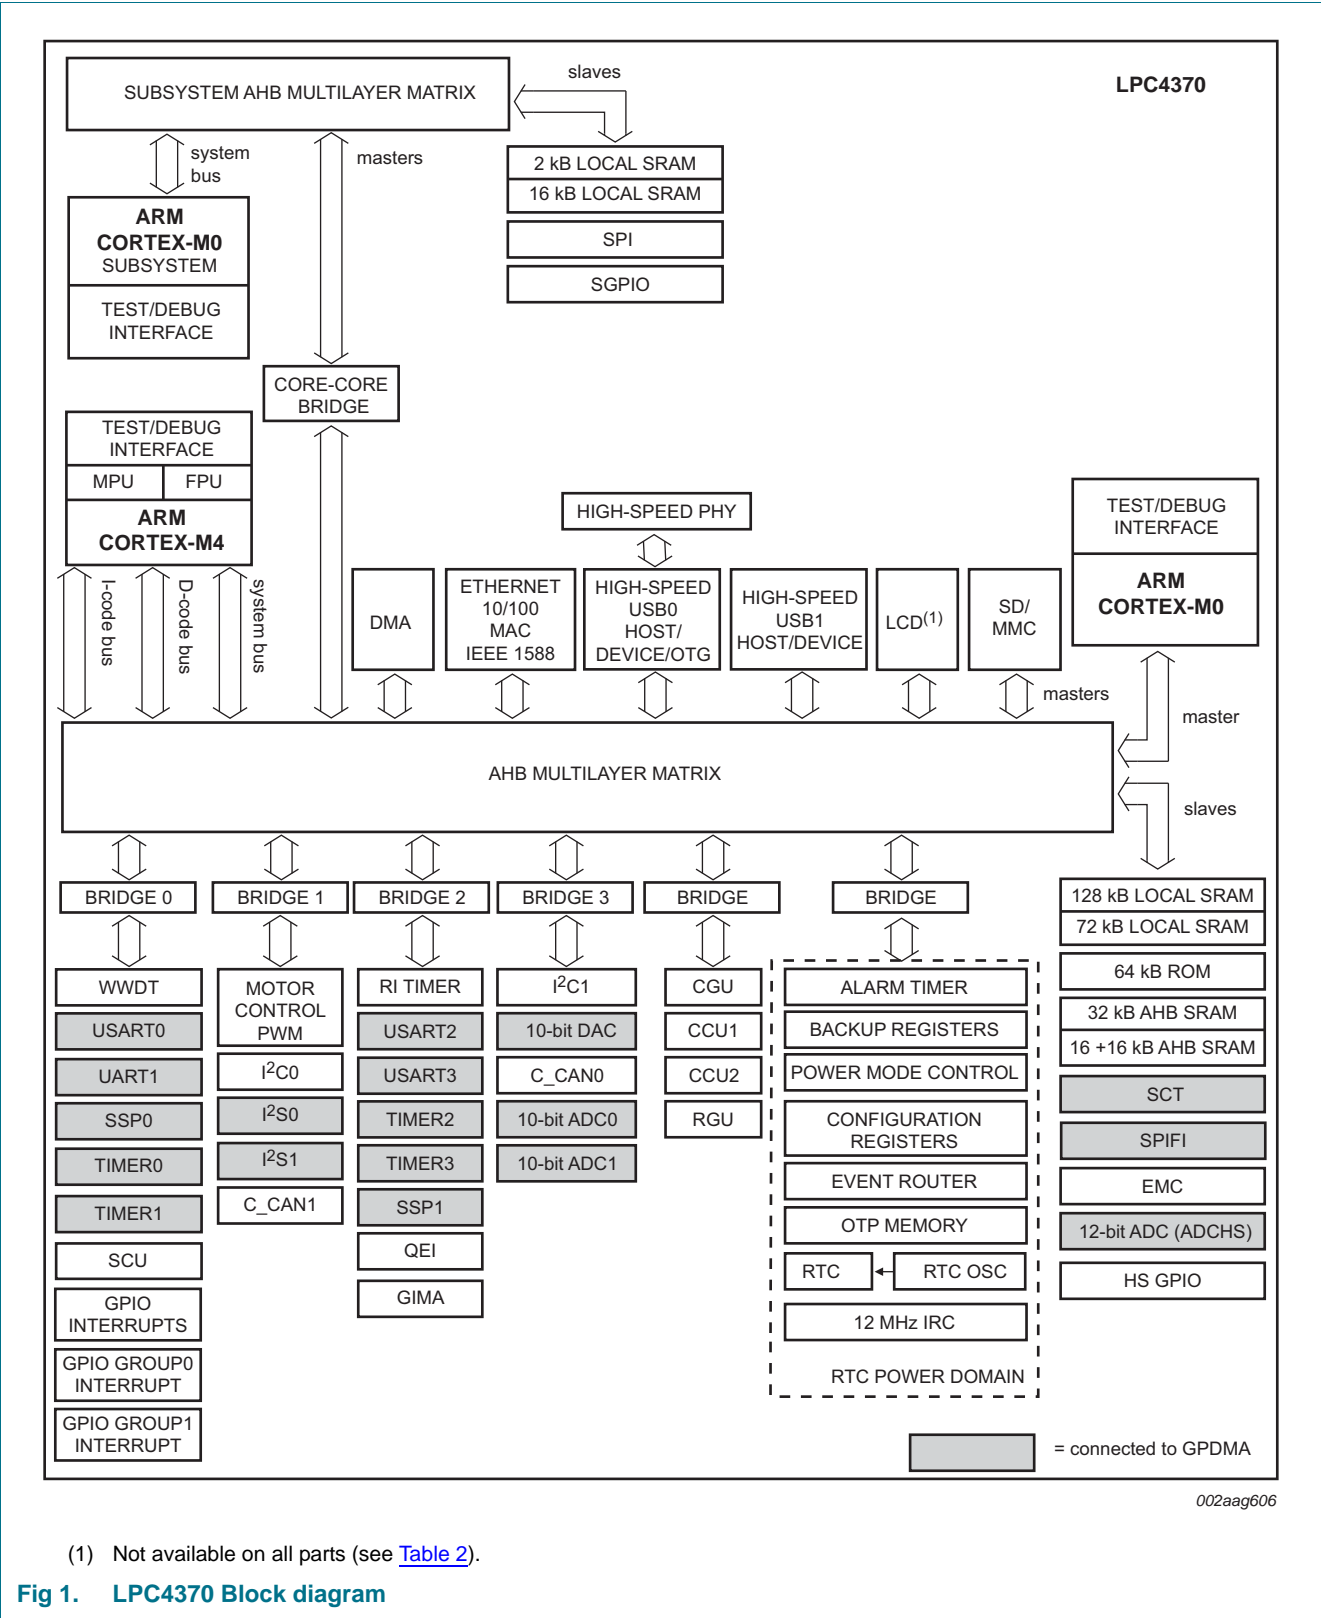 LPC4370
SUBSYSTEM AHB MULTILAYER MATRIX
slaves
system
bus
masters
2 kB LOCAL SRAM
16 kB LOCAL SRAM
SPI
SGPIO
ARM
CORTEX-M0
SUBSYSTEM
TEST/DEBUG
INTERFACE
CORE-CORE
BRIDGE
TEST/DEBUG
INTERFACE
MPU
FPU
ARM
CORTEX-M4
I-code bus
D-code bus
system bus
HIGH-SPEED PHY
DMA
ETHERNET
10/100
MAC
IEEE 1588
HIGH-SPEED
USB0
HOST/
DEVICE/OTG
HIGH-SPEED
USB1
HOST/DEVICE
LCD(1)
SD/
MMC
TEST/DEBUG
INTERFACE
ARM
CORTEX-M0
masters
master
AHB MULTILAYER MATRIX
slaves
BRIDGE 0
BRIDGE 1
BRIDGE 2
BRIDGE 3
BRIDGE
BRIDGE
WWDT
USART0
UART1
SSP0
TIMER0
TIMER1
SCU
GPIO
INTERRUPTS
GPIO GROUP0
INTERRUPT
GPIO GROUP1
INTERRUPT
MOTOR
CONTROL
PWM
I2C0
I2S0
I2S1
C_CAN1
RI TIMER
USART2
USART3
TIMER2
TIMER3
SSP1
QEI
GIMA
I2C1
10-bit DAC
C_CAN0
10-bit ADC0
10-bit ADC1
CGU
CCU1
CCU2
RGU
ALARM TIMER
BACKUP REGISTERS
POWER MODE CONTROL
CONFIGURATION
REGISTERS
EVENT ROUTER
OTP MEMORY
RTC
RTC OSC
12 MHz IRC
RTC POWER DOMAIN
128 kB LOCAL SRAM
72 kB LOCAL SRAM
64 kB ROM
32 kB AHB SRAM
16 +16 kB AHB SRAM
SCT
SPIFI
EMC
12-bit ADC (ADCHS)
HS GPIO
= connected to GPDMA
002aag606
(1) Not available on all parts (see Table 2).
Fig 1. LPC4370 Block diagram